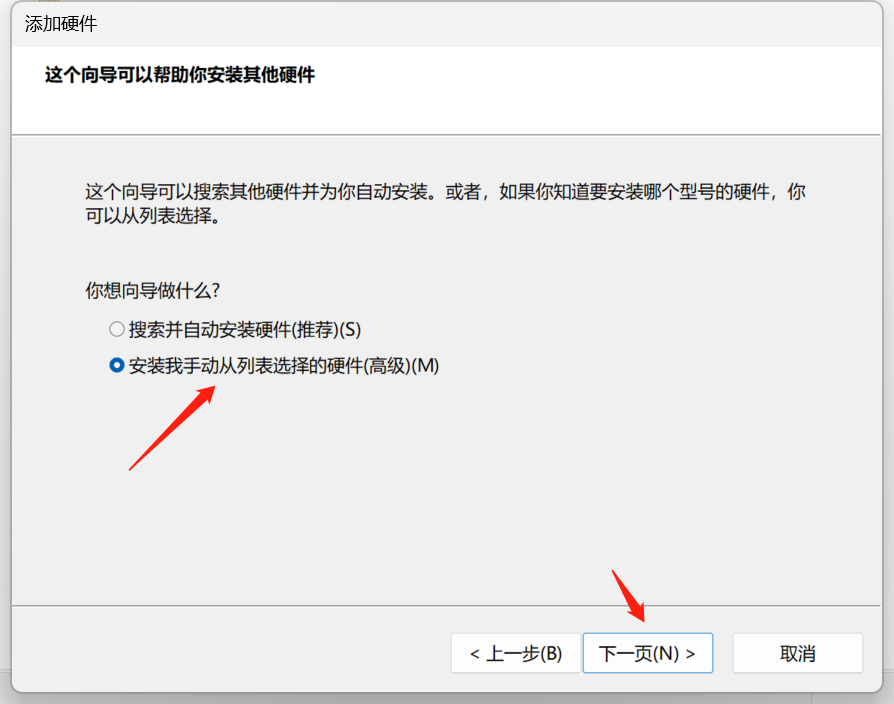 添加硬件
这个向导可以帮助你安装其他硬件
这个向导可以搜索其他硬件并为你自动安装。或者，如果你知道要安装哪个型号的硬件，你
可以从列表选择。
你想向导做什么?
搜索并自动安装硬件(推荐)(S)
安装我手动从列表选择的硬件(高级)(M)
< 上一步(B) 下一页(N) > 取消